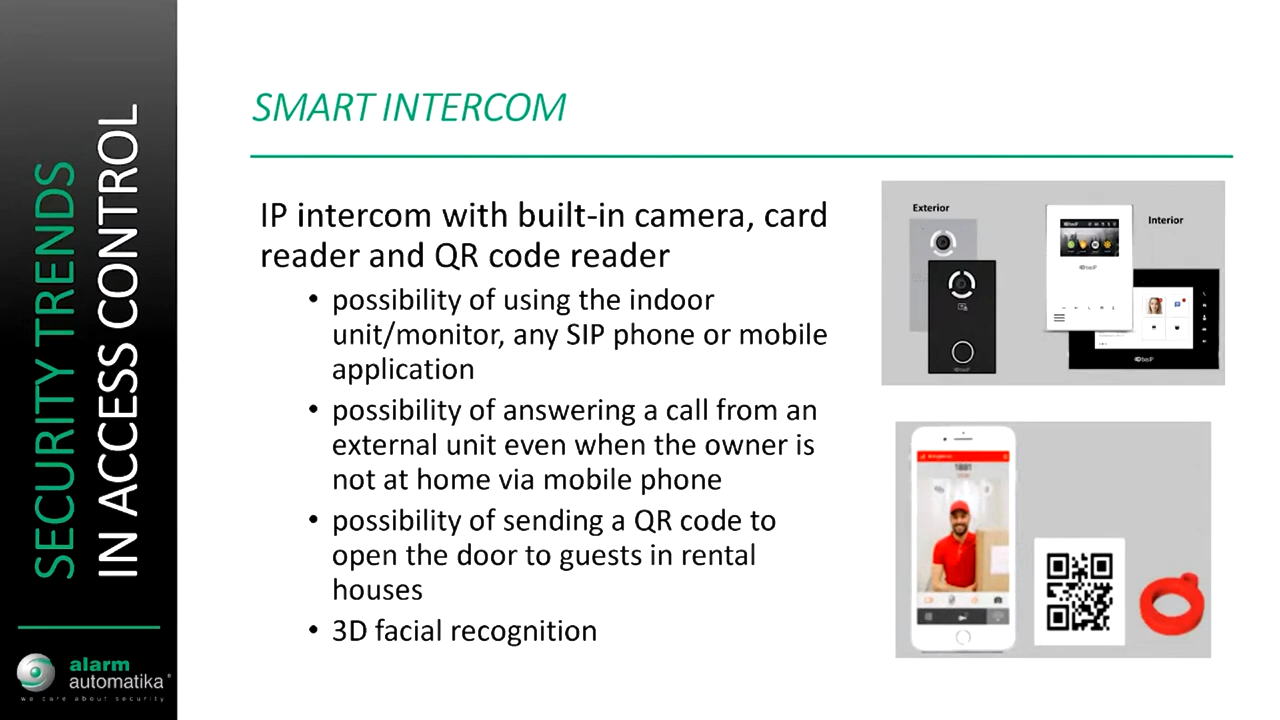 SECURITY TRENDS
IN ACCESS CONTROL
alarm
automatika®
we care about security
SMART INTERCOM
IP intercom with built-in camera, card
reader and QR code reader
• possibility of using the indoor
unit/monitor, any SIP phone or mobile
application
• possibility of answering a call from an
external unit even when the owner is
not at home via mobile phone
• possibility of sending a QR code to
open the door to guests in rental
houses
• 3D facial recognition
Exterior
Interior
basIP
basIP
1881